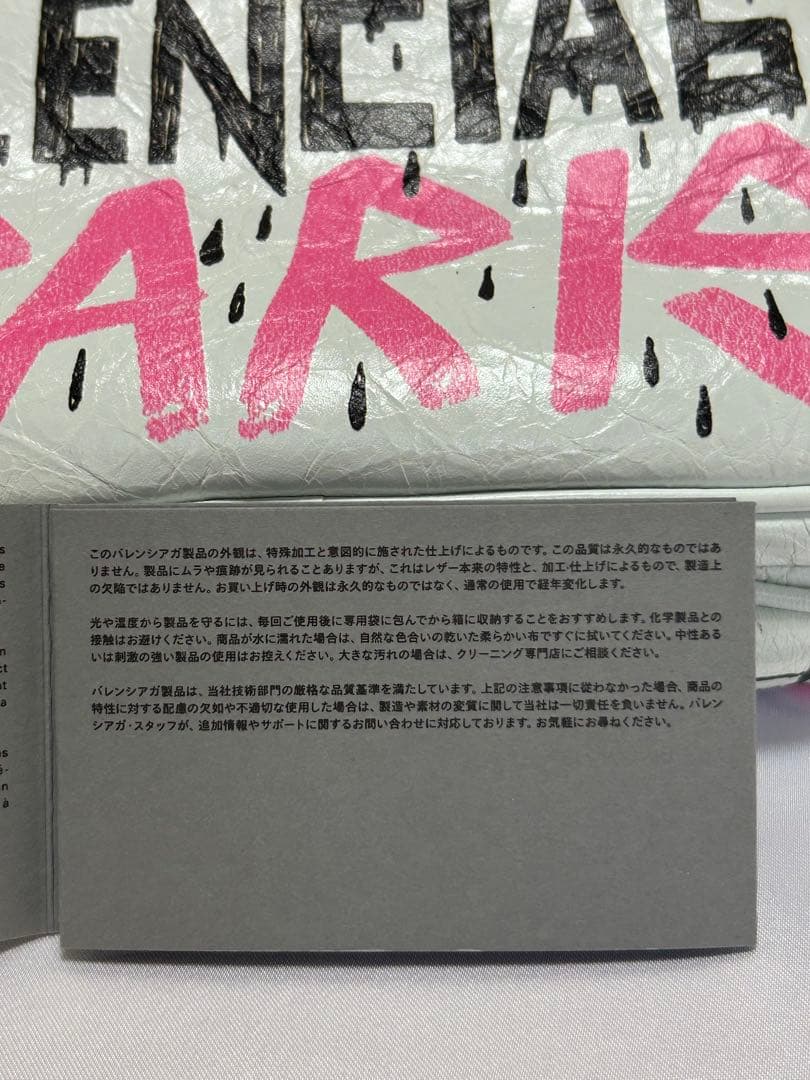 LENCIAG
PARIS
このバレンシアガ製品の外観は、特殊加工と意図的に施された仕上げによるものです。この品質は永久的なものではあ
りません。製品にムラや痕跡が見られることありますが、これはレザー本来の特性と、加工・仕上げによるもので、製造上
の欠陥ではありません。お買い上げ時の外観は永久的なものではなく、通常の使用で経年変化します。
光や湿度から製品を守るには、毎回ご使用後に専用袋に包んでから箱に収納することをおすすめします。化学製品との
接触はお避けください。商品が水に濡れた場合は、自然な色合いの乾いた柔らかい布ですぐに拭いてください。中性ある
いは刺激の強い製品の使用はお控えください。大きな汚れの場合は、クリーニング専門店にご相談ください。
バレンシアガ製品は、当社技術部門の厳格な品質基準を満たしています。上記の注意事項に従わなかった場合、商品の
特性に対する配慮の欠如や不適切な使用した場合は、製造や素材の変質に関して当社は一切責任を負いません。バレン
シアガ・スタッフが、追加情報やサポートに関するお問い合わせに対応しております。お気軽にお尋ねください。